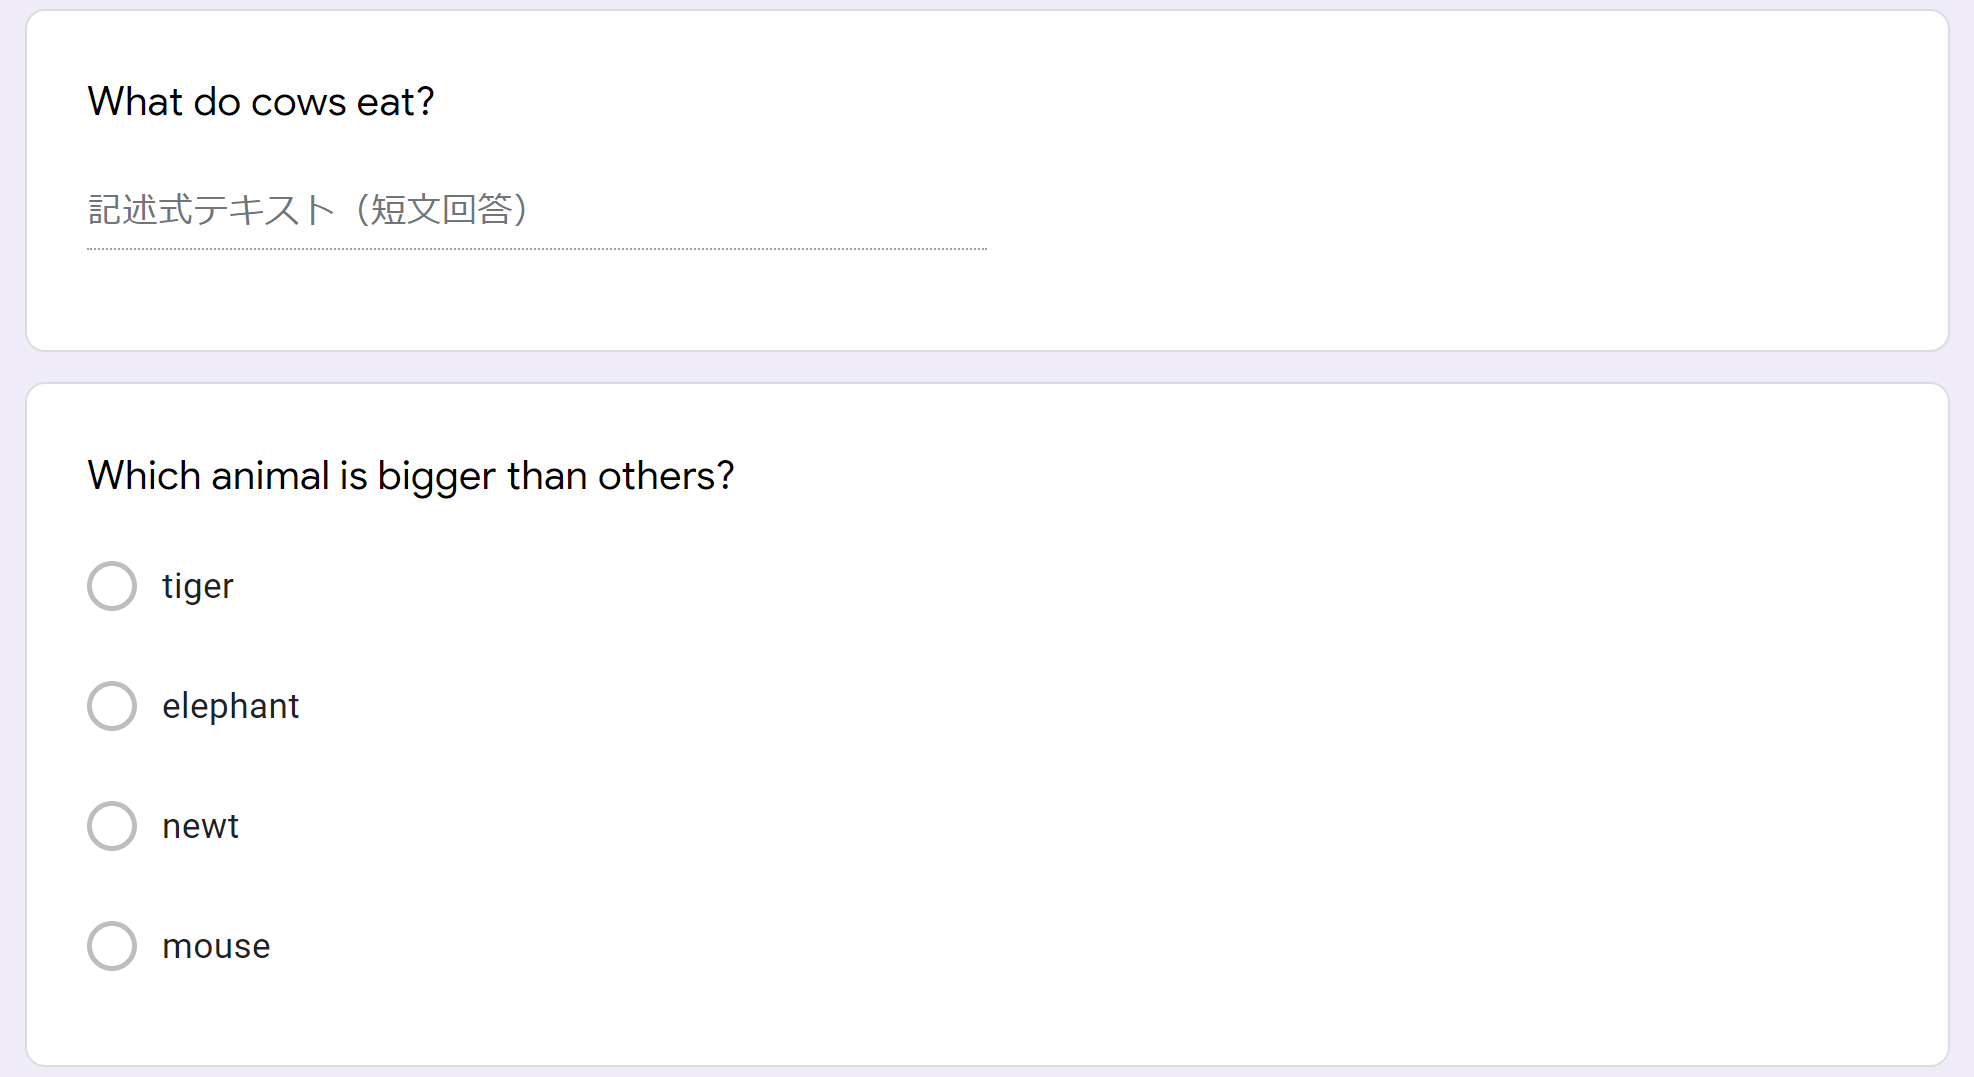 What do cows eat?
記述式テキスト（短文回答）
Which animal is bigger than others?
tiger
elephant
newt
mouse